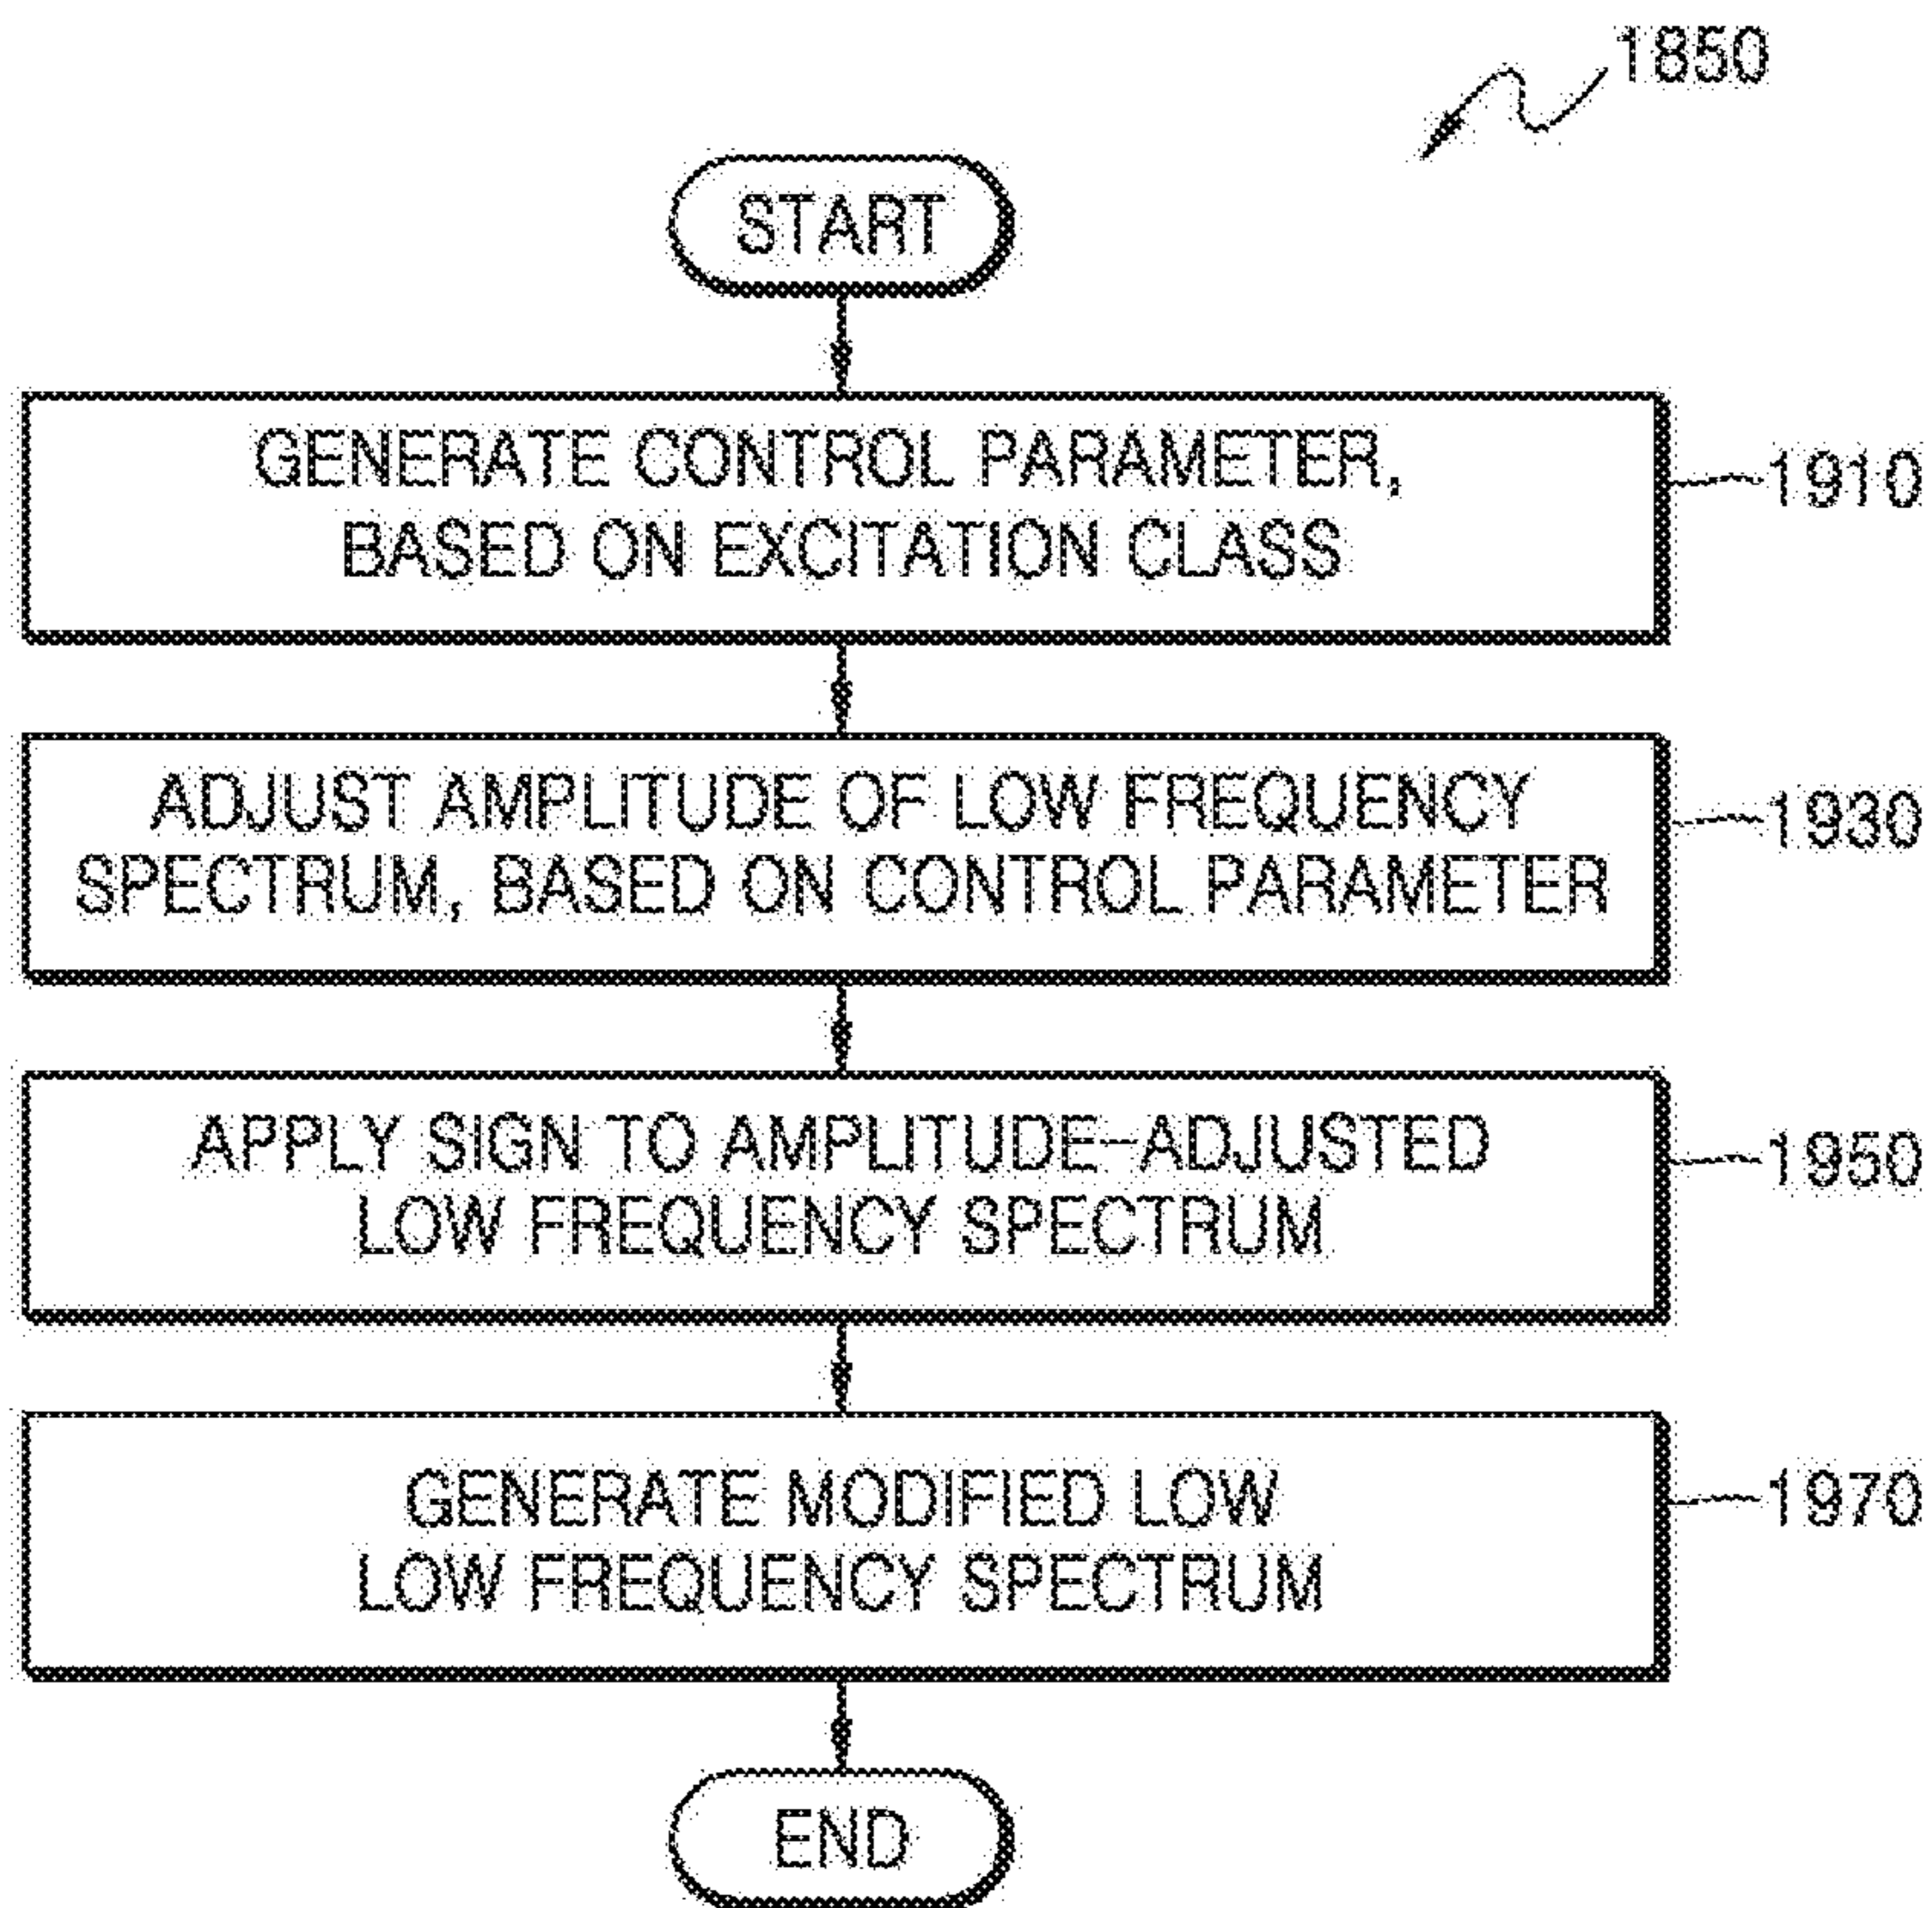 1850
START
GENERATE CONTROL PARAMETER,
BASED ON EXCITATION CLASS
1910
ADJUST AMPLITUDE OF LOW FREQUENCY
SPECTRUM, BASED ON CONTROL PARAMETER
1930
APPLY SIGN TO AMPLITUDE-ADJUSTED
LOW FREQUENCY SPECTRUM
1950
GENERATE MODIFIED LOW
LOW FREQUENCY SPECTRUM
1970
END